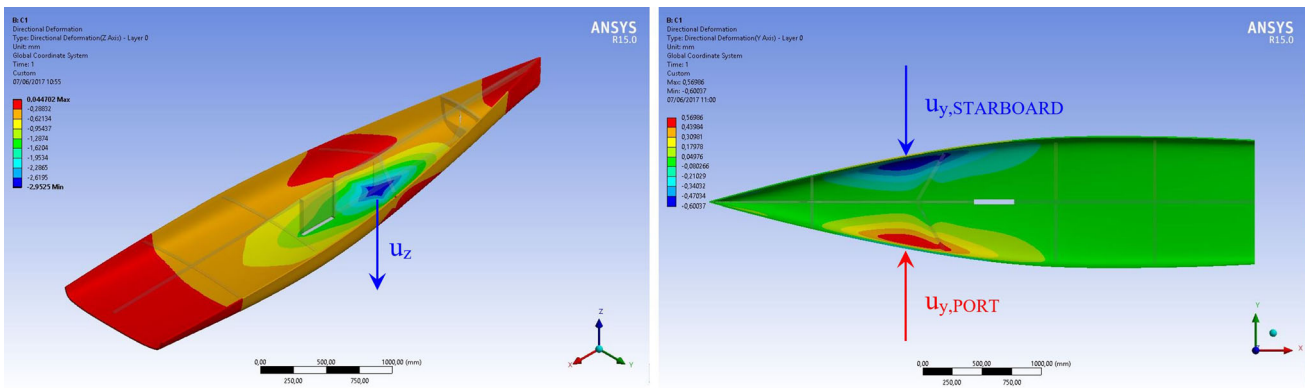 B: C1
Directional Deformation
Type: Directional Deformation(Z Axis) - Layer 0
Unit: mm
Global Coordinate System
Time: 1
Custom
07/06/2017 10:55
0,044702 Max
-0,28832
-0,62134
-0,95437
-1,2874
-1,6204
-1,9534
-2,2865
-2,6195
-2,9525 Min
ANSYS
R15.0
uz
Z
X
Y
0,00
500,00
1000,00 (mm)
250,00
750,00
B: C1
Directional Deformation
Type: Directional Deformation(Y Axis) - Layer 0
Unit: mm
Global Coordinate System
Time: 1
Custom
Max: 0,56986
Min: -0,60037
07/06/2017 11:00
0,56986
0,43984
0,30981
0,17978
0,04976
-0,080266
-0,21029
-0,34032
-0,47034
-0,60037
ANSYS
R15.0
uy,STARBOARD
uy,PORT
Y
X
0,00
500,00
1000,00 (mm)
250,00
750,00